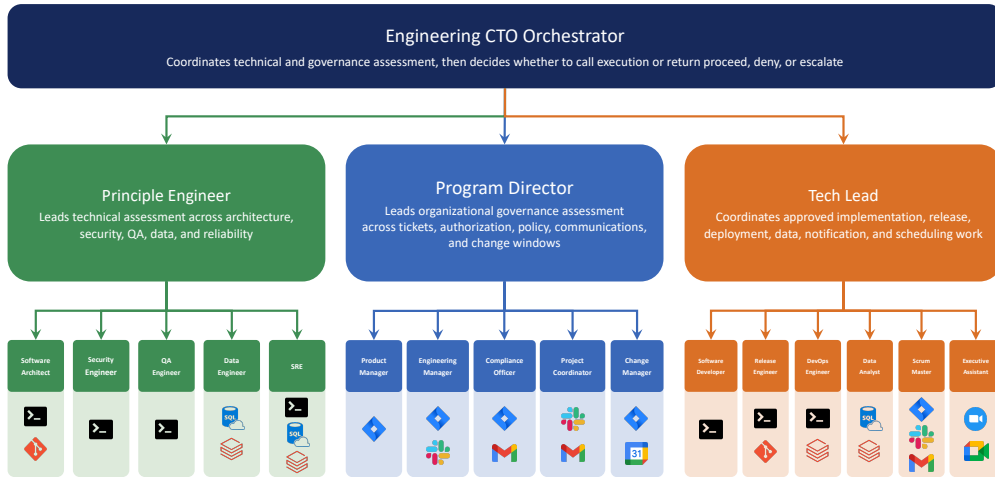 Engineering CTO Orchestrator
Coordinates technical and governance assessment, then decides whether to call execution or return proceed, deny, or escalate
Principle Engineer
Leads technical assessment across architecture,
security, QA, data, and reliability
Program Director
Leads organizational governance assessment
across tickets, authorization, policy, communications,
and change windows
Tech Lead
Coordinates approved implementation, release,
deployment, data, notification, and scheduling work
Software
Architect
Security
Engineer
QA
Engineer
Data
Engineer
SRE
Product
Manager
Engineering
Manager
Compliance
Officer
Project
Coordinator
Change
Manager
Software
Developer
Release
Engineer
DevOps
Engineer
Data
Analyst
Scrum
Master
Executive
Assistant
SQL
SQL
31
SQL